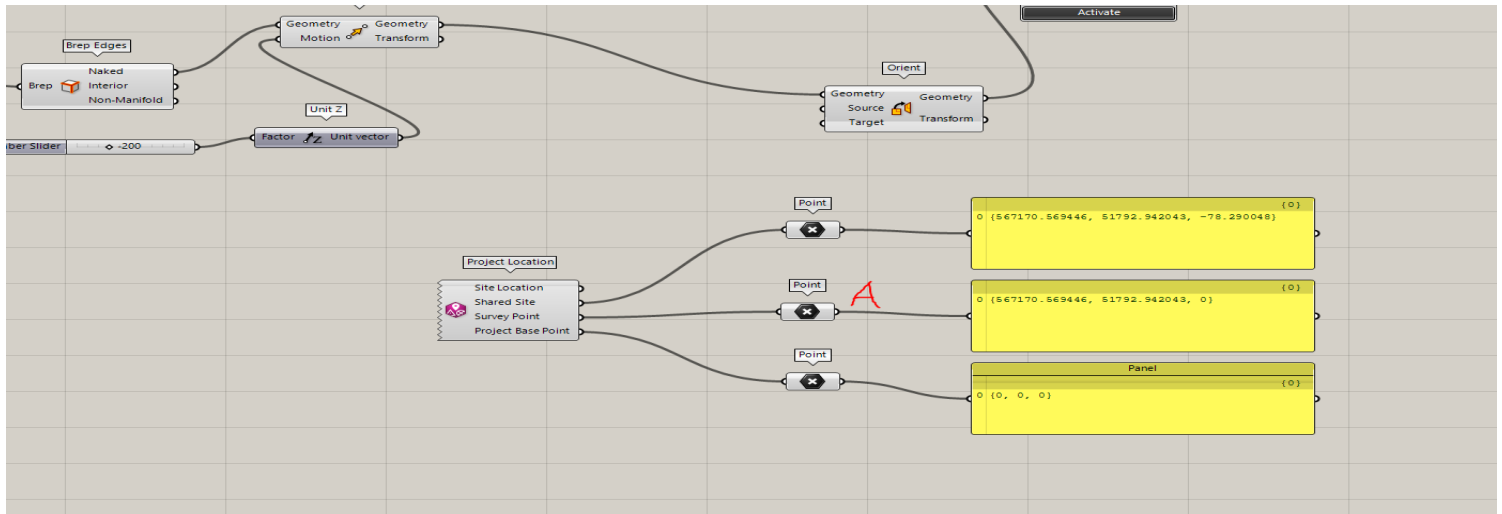 Activate
Geometry Geometry
Motion Transform
Brep Edges
Naked
Brep Interior
Non-Manifold
Orient
Geometry Geometry
Source
Target Transform
Unit Z
Factor Unit vector
Slider -200
Point
{0}
0 {567170.569446, 51792.942043, -78.290048}
Project Location
Site Location
Shared Site
Survey Point
Project Base Point
Point
A
{0}
0 {567170.569446, 51792.942043, 0}
Point
Panel
{0}
0 {0, 0, 0}